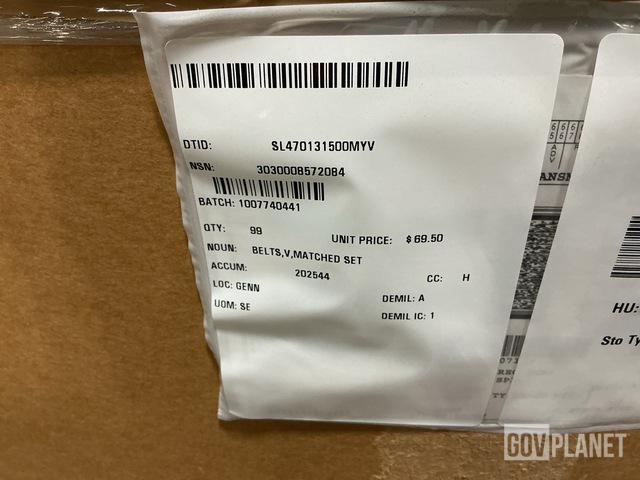 DTID: SL470131500MYV
NSN: 3030008572084
BATCH: 1007740441
QTY: 99 UNIT PRICE: $ 69.50
NOUN: BELTS,V,MATCHED SET
ACCUM: 202544 CC: H
LOC: GENN DEMIL: A
UOM: SE DEMIL IC: 1
HU:
Sto Ty
GOVPLANET